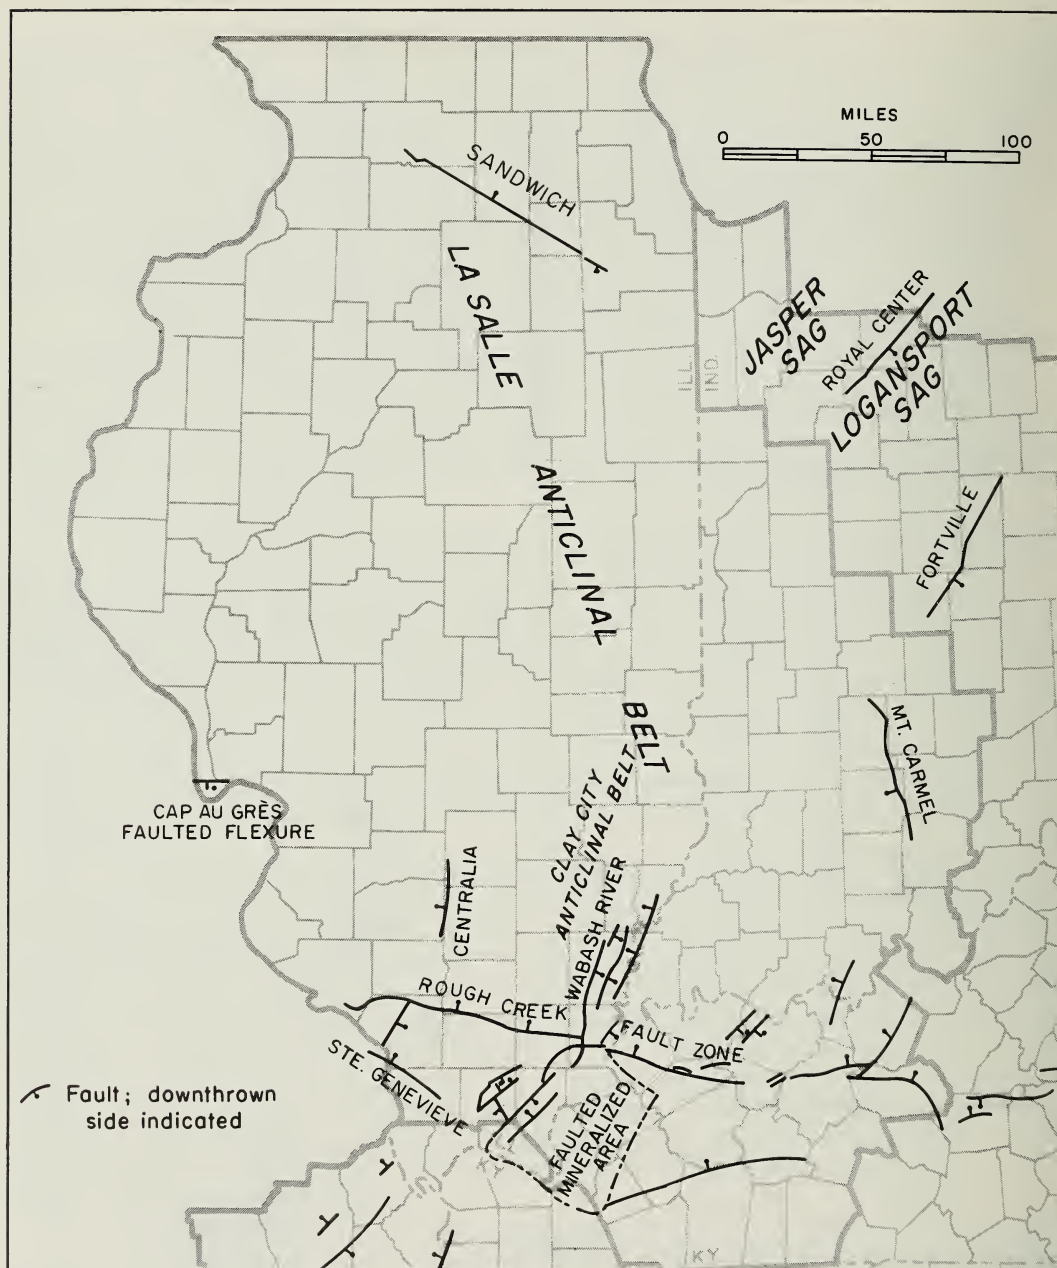 MILES
0 50 100
SANDWICH
LA SALLE
ANTICLINAL
BELT
JASPER
SAG
ROYAL CENTER
LOGANSPORT
SAG
ILL
IND.
FORTVILLE
MT. CARMEL
CAP AU GRÈS
FAULTED FLEXURE
CENTRALIA
CLAY CITY
ANTICLINAL BELT
WABASH RIVER
ROUGH CREEK
FAULT ZONE
STE. GENEVIEVE
FAULTED
MINERALIZED
AREA
Fault; downthrown
side indicated
KY